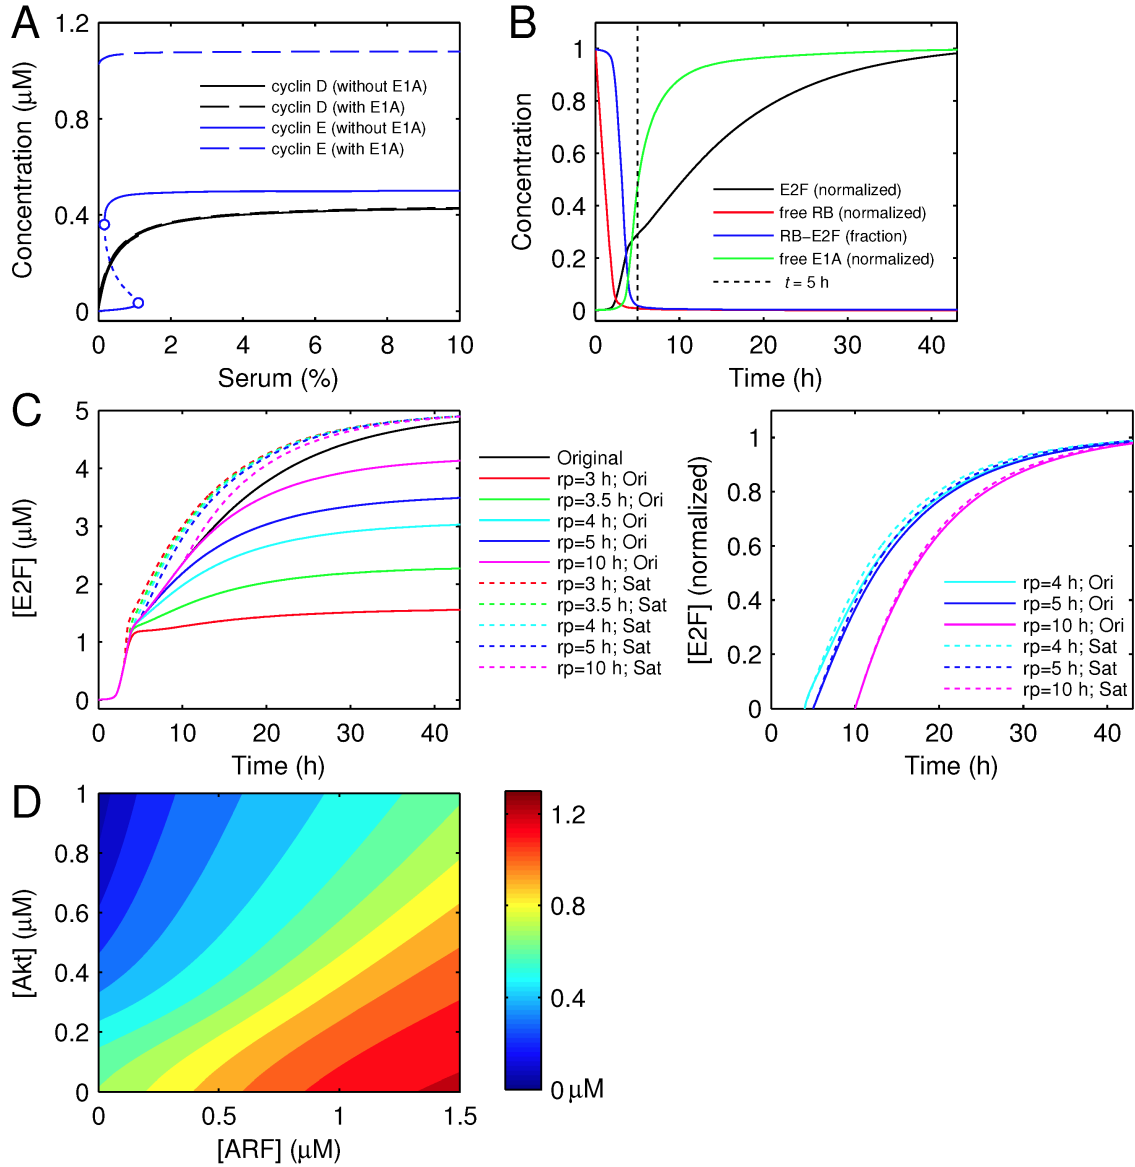 A
Concentration (μM)
1.2
0.8
0.4
0
cyclin D (without E1A)
cyclin D (with E1A)
cyclin E (without E1A)
cyclin E (with E1A)
0 2 4 6 8 10
Serum (%)
B
Concentration
1
0.8
0.6
0.4
0.2
0
E2F (normalized)
free RB (normalized)
RB−E2F (fraction)
free E1A (normalized)
t = 5 h
0 10 20 30 40
Time (h)
C
[E2F] (μM)
5
4
3
2
1
0
0 10 20 30 40
Time (h)
Original
rp=3 h; Ori
rp=3.5 h; Ori
rp=4 h; Ori
rp=5 h; Ori
rp=10 h; Ori
rp=3 h; Sat
rp=3.5 h; Sat
rp=4 h; Sat
rp=5 h; Sat
rp=10 h; Sat
[E2F] (normalized)
1
0.8
0.6
0.4
0.2
0
rp=4 h; Ori
rp=5 h; Ori
rp=10 h; Ori
rp=4 h; Sat
rp=5 h; Sat
rp=10 h; Sat
0 10 20 30 40
Time (h)
D
[Akt] (μM)
1
0.8
0.6
0.4
0.2
0
0 0.5 1 1.5
[ARF] (μM)
1.2
0.8
0.4
0 μM